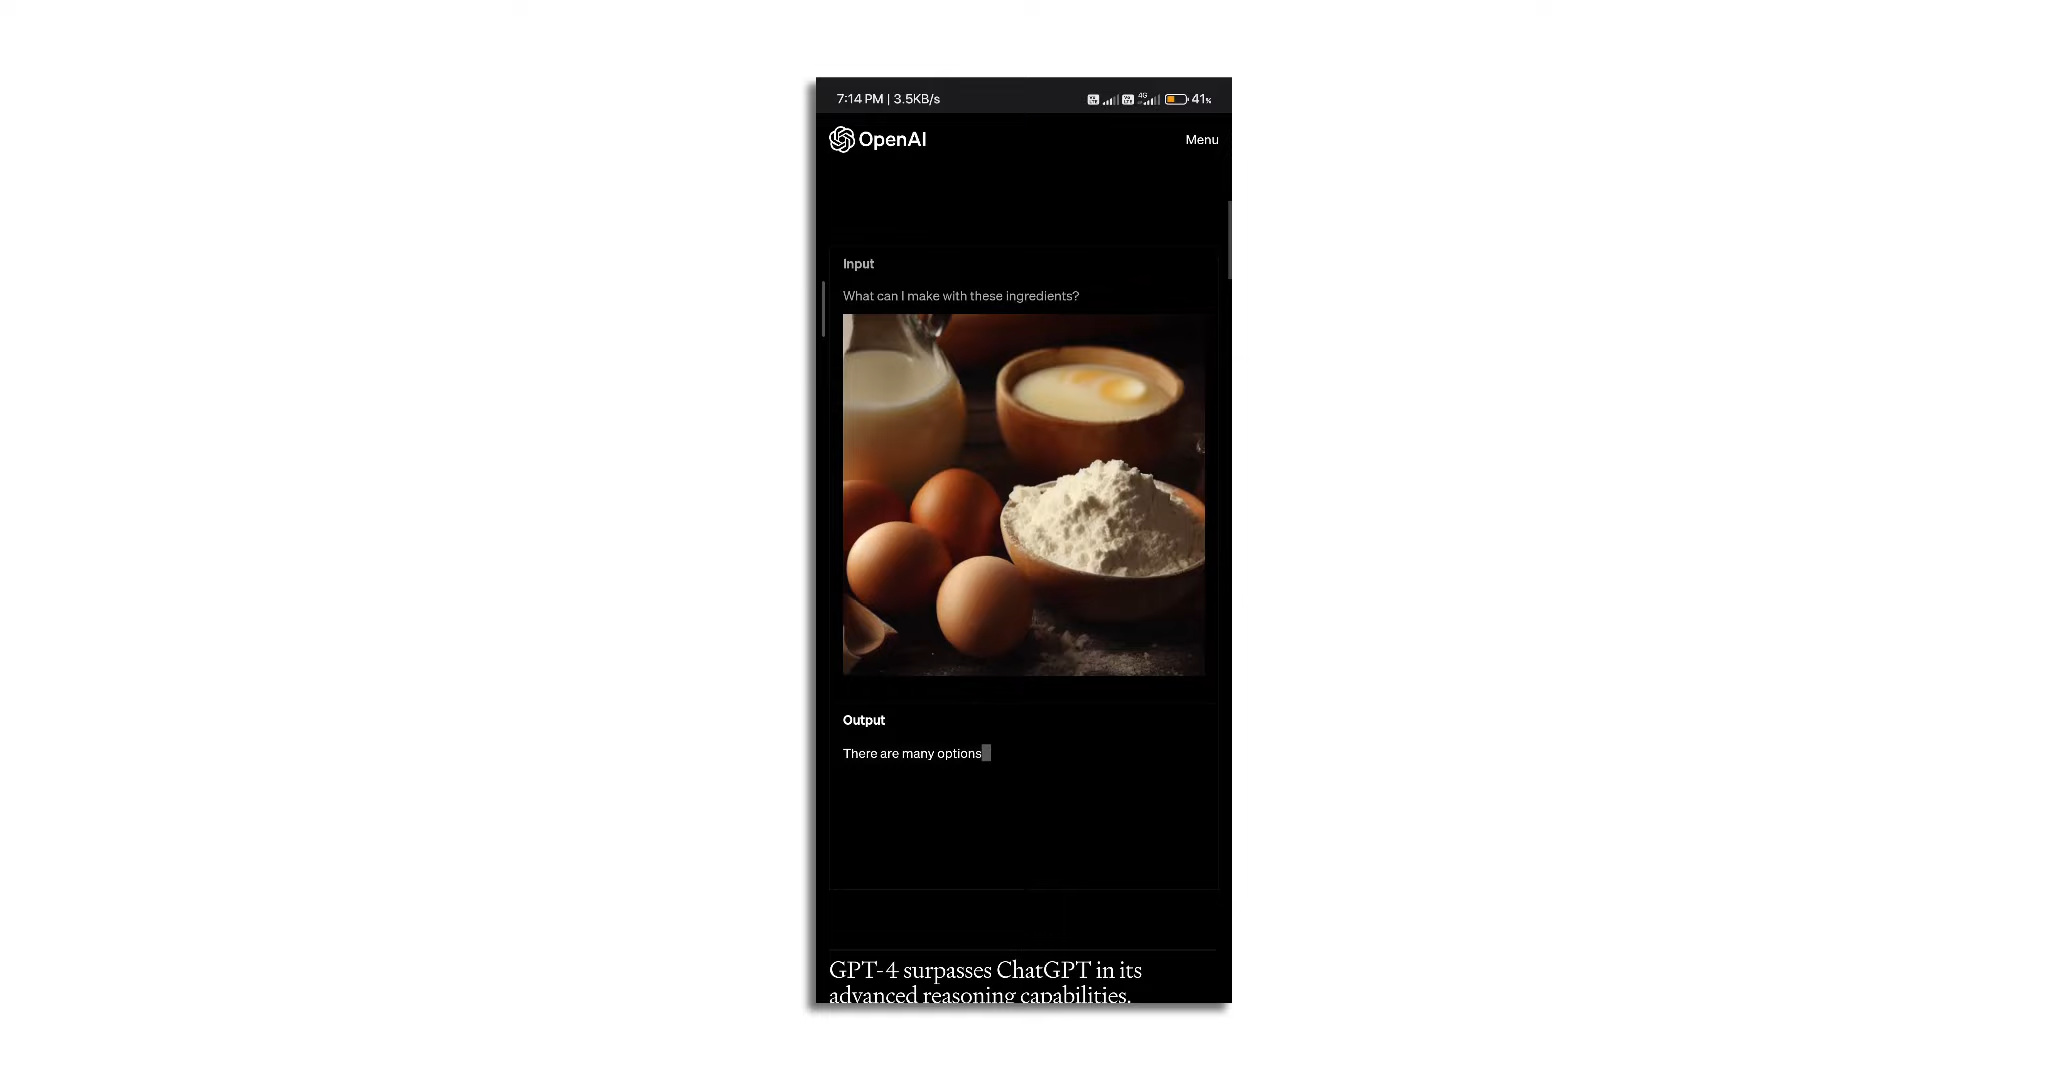 7:14 PM | 3.5KB/s
4G
41%
OpenAI
Menu
Input
What can I make with these ingredients?
Output
There are many options
GPT-4 surpasses ChatGPT in its
advanced reasoning capabilities.